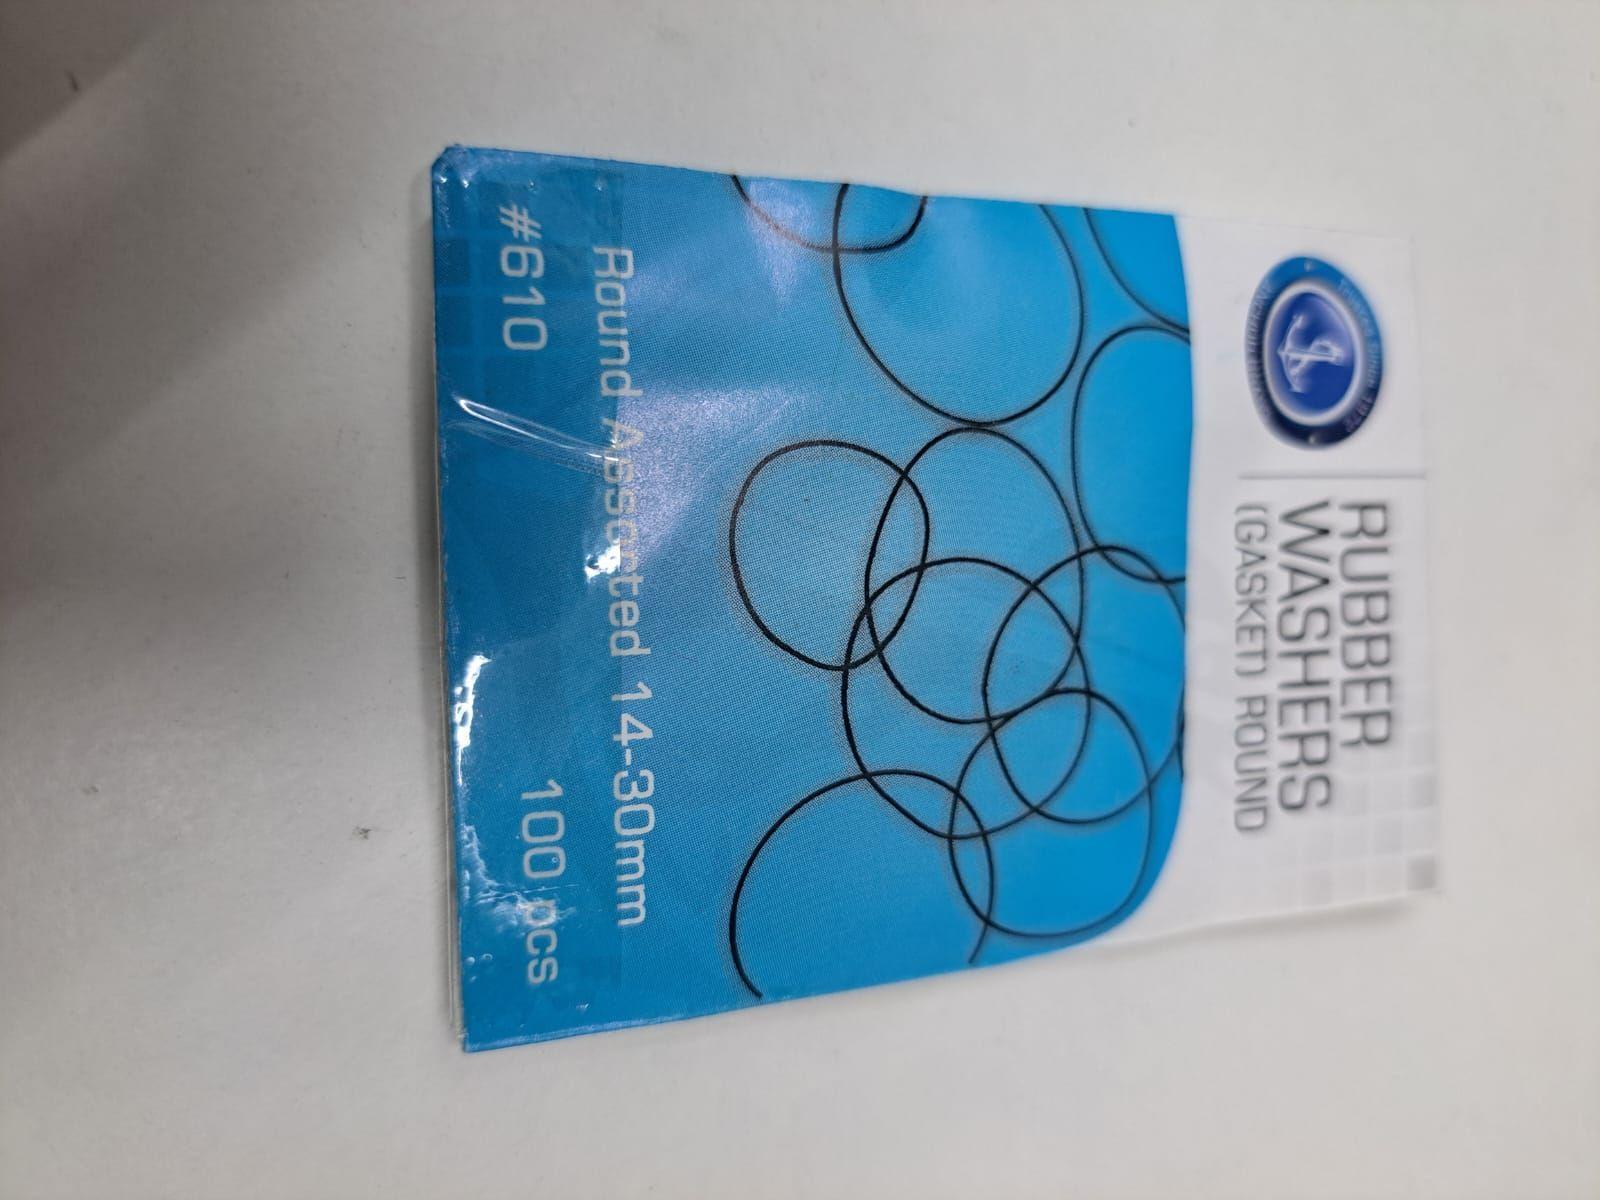 RUBBER
WASHERS
(GASKET) ROUND
Round Assorted 14-30mm
#610
100 pcs